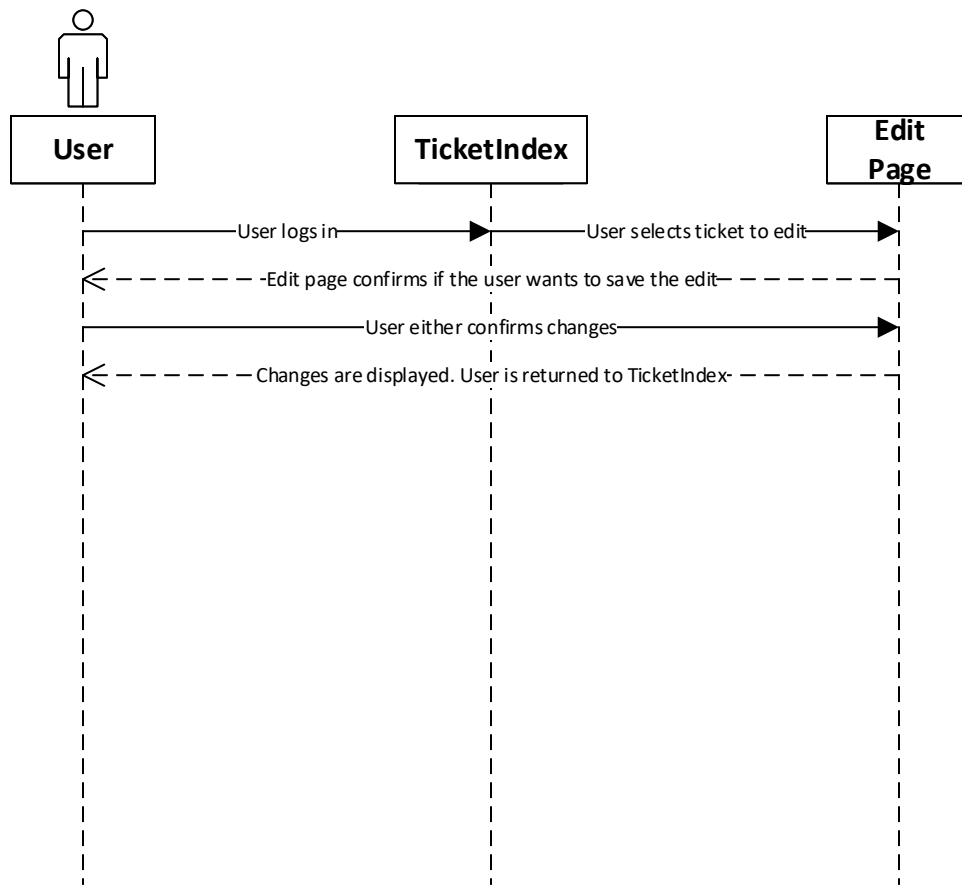 User
TicketIndex
Edit
Page
User logs in
User selects ticket to edit
Edit page confirms if the user wants to save the edit
User either confirms changes
Changes are displayed. User is returned to TicketIndex